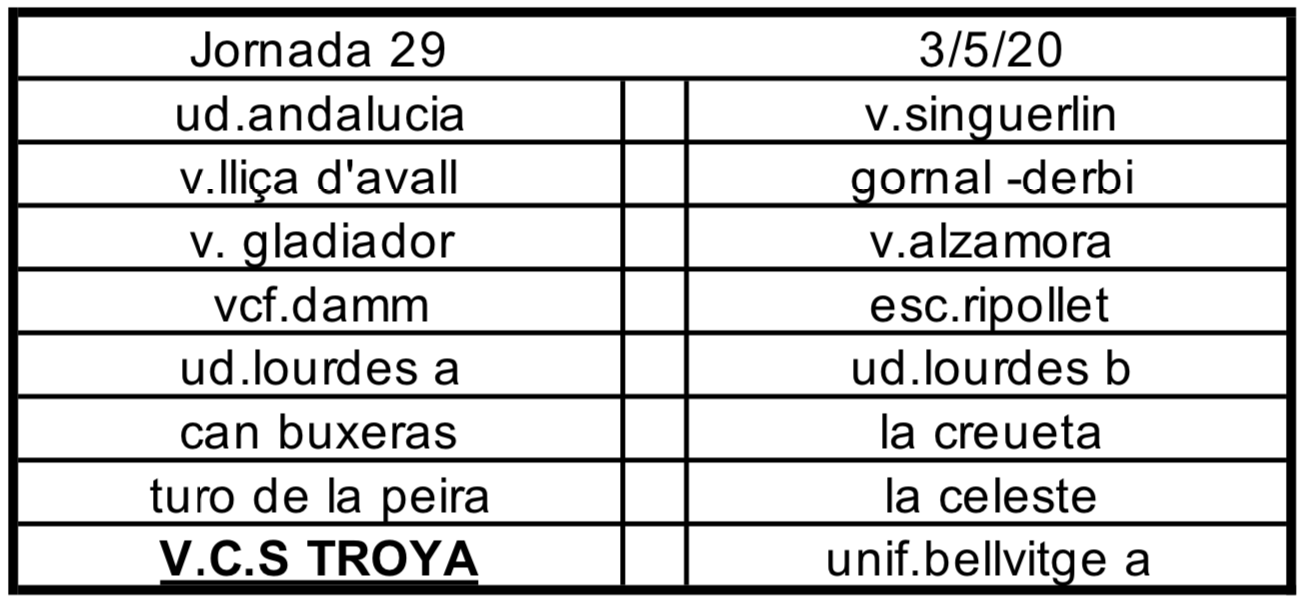 Jornada 29 3/5/20
ud.andalucia v.singuerlin
v.lliça d'avall gornal -derbi
v. gladiador v.alzamora
vcf.damm esc.ripollet
ud.lourdes a ud.lourdes b
can buxeras la creueta
turo de la peira la celeste
V.C.S TROYA unif.bellvitge a